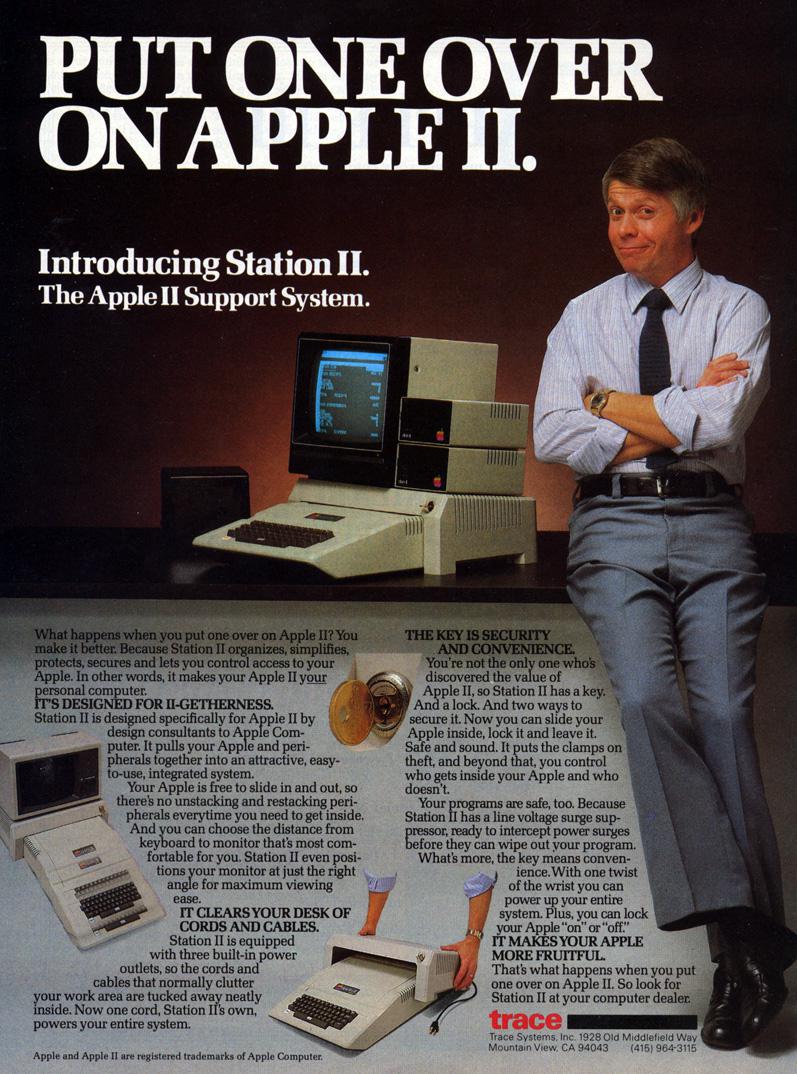 PUT ONE OVER
ON APPLE II.
Introducing Station II.
The Apple II Support System.
What happens when you put one over on Apple II? You
make it better. Because Station II organizes, simplifies,
protects, secures and lets you control access to your
Apple. In other words, it makes your Apple II your
personal computer.
IT'S DESIGNED FOR II-GETHERNESS.
Station II is designed specifically for Apple II by
design consultants to Apple Com-
puter. It pulls your Apple and peri-
pherals together into an attractive, easy-
to-use, integrated system.
Your Apple is free to slide in and out, so
there's no unstacking and restacking peri-
pherals everytime you need to get inside.
And you can choose the distance from
keyboard to monitor that's most com-
fortable for you. Station II even posi-
tions your monitor at just the right
angle for maximum viewing
ease.
IT CLEARS YOUR DESK OF
CORDS AND CABLES.
Station II is equipped
with three built-in power
outlets, so the cords and
cables that normally clutter
your work area are tucked away neatly
inside. Now one cord, Station II's own,
powers your entire system.
THE KEY IS SECURITY
AND CONVENIENCE.
You're not the only one who's
discovered the value of
Apple II, so Station II has a key.
And a lock. And two ways to
secure it. Now you can slide your
Apple inside, lock it and leave it.
Safe and sound. It puts the clamps on
theft, and beyond that, you control
who gets inside your Apple and who
doesn't.
Your programs are safe, too. Because
Station II has a line voltage surge sup-
pressor, ready to intercept power surges
before they can wipe out your program.
What's more, the key means conven-
ience. With one twist
of the wrist you can
power up your entire
system. Plus, you can lock
your Apple "on" or "off."
IT MAKES YOUR APPLE
MORE FRUITFUL.
That's what happens when you put
one over on Apple II. So look for
Station II at your computer dealer.
trace
Trace Systems, Inc. 1928 Old Middlefield Way
Mountain View, CA 94043 (415) 964-3115
Apple and Apple II are registered trademarks of Apple Computer.